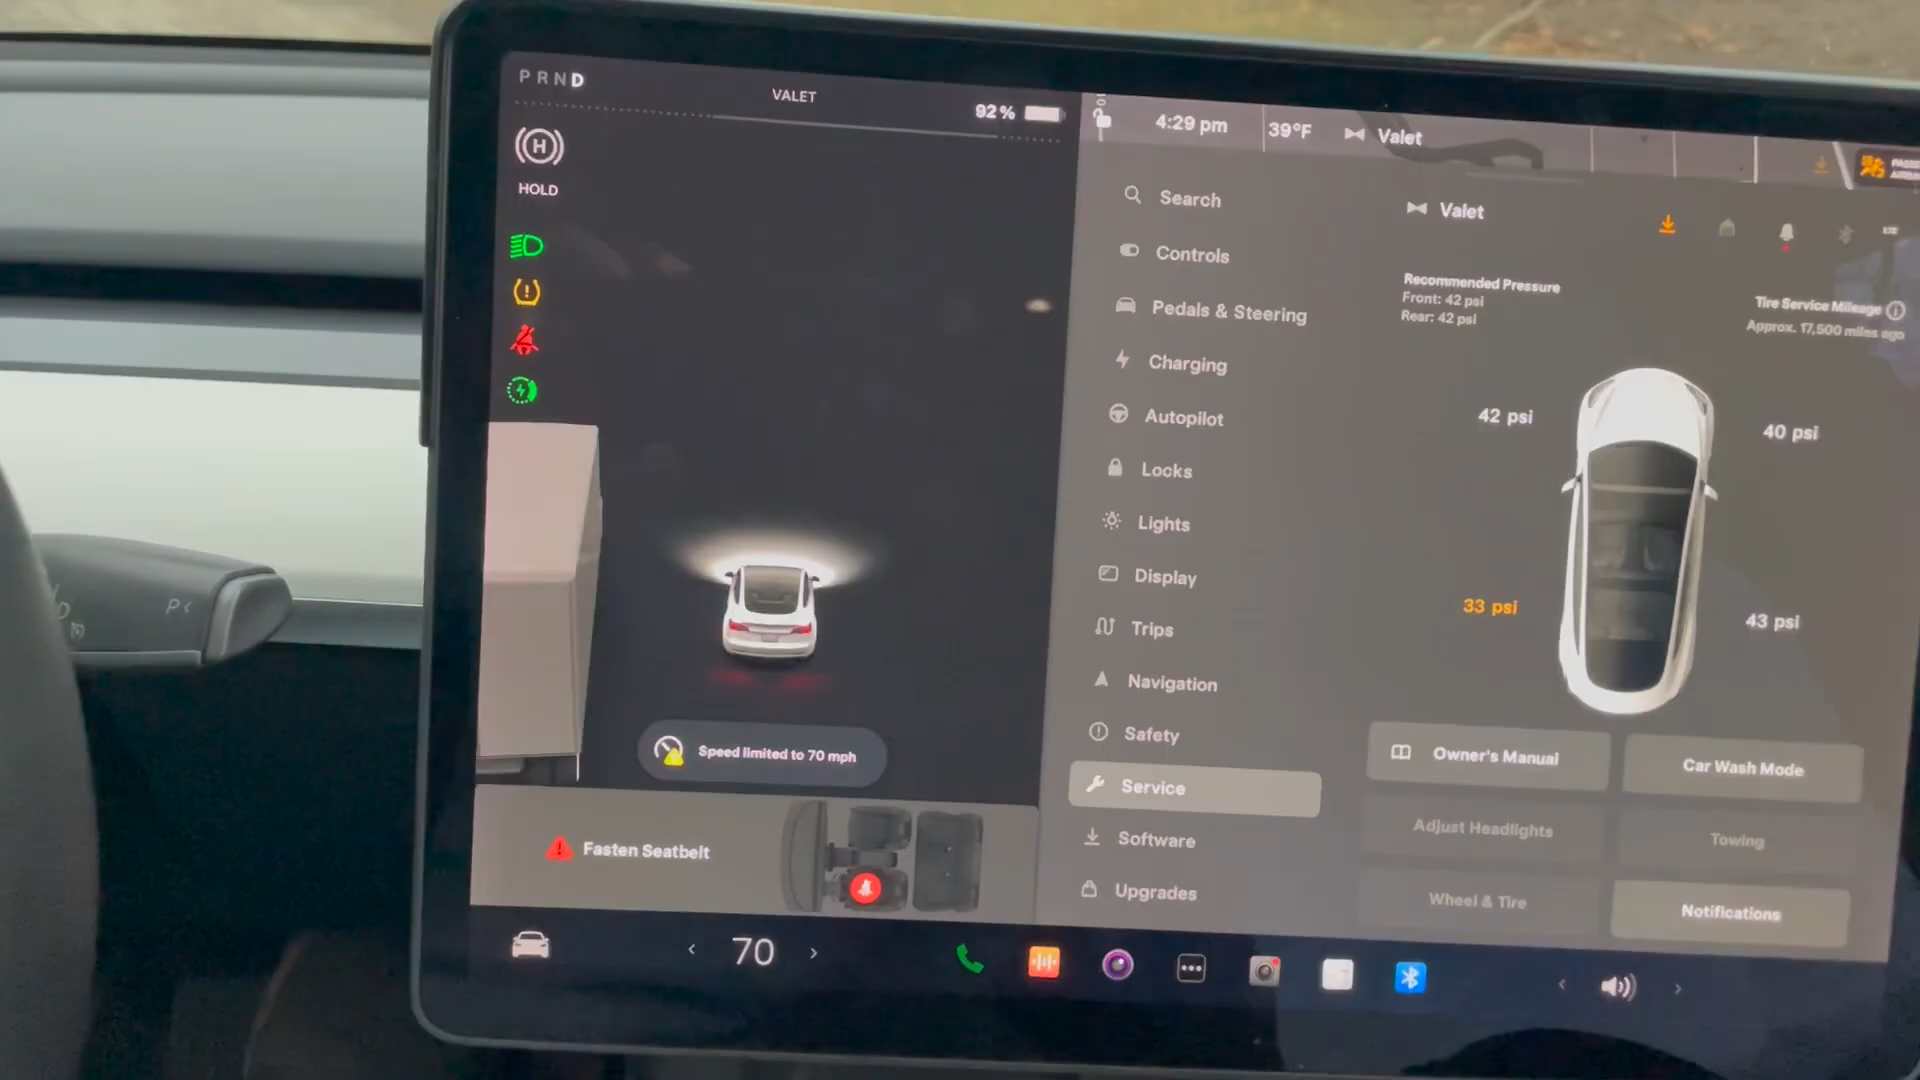 PRND
VALET
92%
HOLD
Speed limited to 70 mph
Fasten Seatbelt
4:29 pm
39°F
Valet
Search
Controls
Pedals & Steering
Charging
Autopilot
Locks
Lights
Display
Trips
Navigation
Safety
Service
Software
Upgrades
Valet
LTE
Recommended Pressure
Front: 42 psi
Rear: 42 psi
Tire Service Mileage
Approx. 17,500 miles ago
42 psi
40 psi
33 psi
43 psi
Owner's Manual
Car Wash Mode
Adjust Headlights
Towing
Wheel & Tire
Notifications
70
P